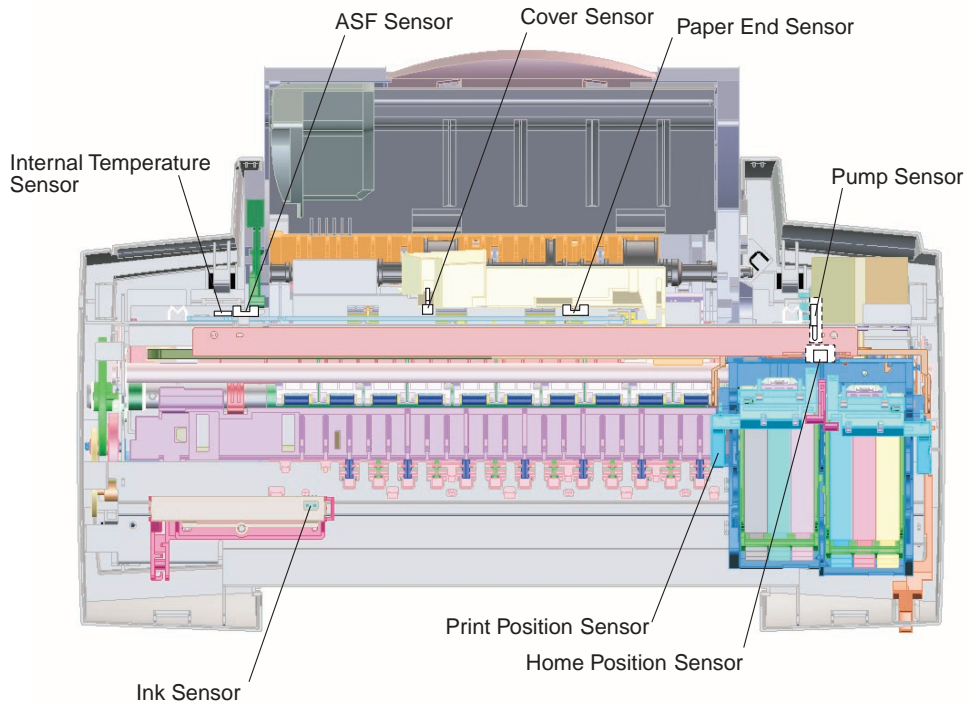 ASF Sensor
Cover Sensor
Paper End Sensor
Internal Temperature
Sensor
Pump Sensor
Print Position Sensor
Home Position Sensor
Ink Sensor